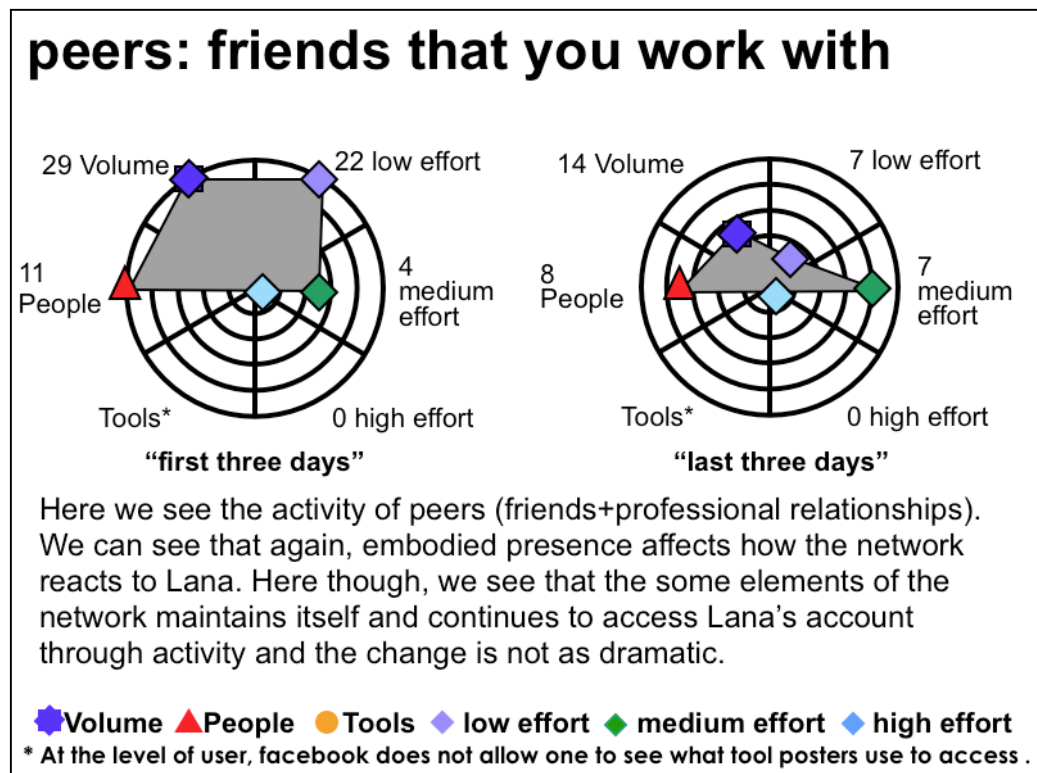 peers: friends that you work with
29 Volume
22 low effort
11
People
4
medium
effort
Tools*
0 high effort
“first three days”
14 Volume
7 low effort
8
People
7
medium
effort
Tools*
0 high effort
“last three days”
Here we see the activity of peers (friends+professional relationships).
We can see that again, embodied presence affects how the network
reacts to Lana. Here though, we see that the some elements of the
network maintains itself and continues to access Lana’s account
through activity and the change is not as dramatic.
Volume People Tools low effort medium effort high effort
* At the level of user, facebook does not allow one to see what tool posters use to access .